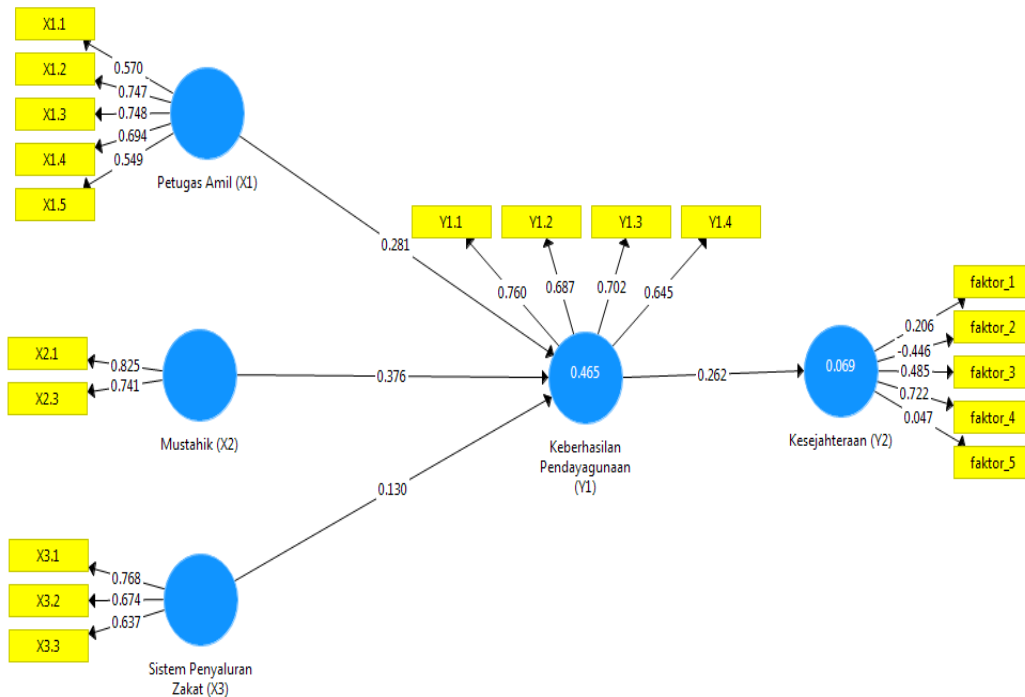 X1.1
X1.2
X1.3
X1.4
X1.5
0.570
0.747
0.748
0.694
0.549
Petugas Amil (X1)
0.281
Y1.1
Y1.2
Y1.3
Y1.4
0.760
0.687
0.702
0.645
X2.1
X2.3
0.825
0.741
Mustahik (X2)
0.376
0.465
Keberhasilan
Pendayagunaan
(Y1)
0.262
0.069
Kesejahteraan (Y2)
faktor_1
faktor_2
faktor_3
faktor_4
faktor_5
0.206
-0.446
0.485
0.722
0.047
0.130
X3.1
X3.2
X3.3
0.768
0.674
0.637
Sistem Penyaluran
Zakat (X3)